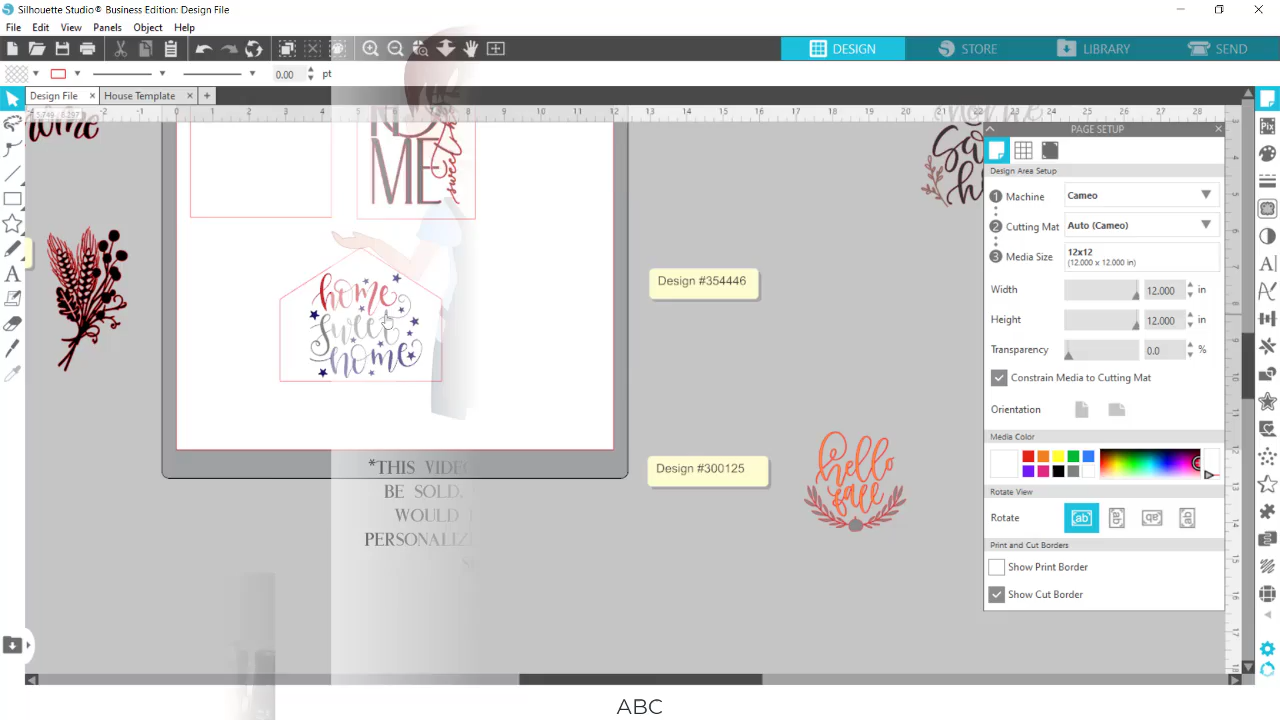 Silhouette Studio® Business Edition: Design File
File Edit View Panels Object Help
DESIGN
STORE
LIBRARY
SEND
0.00 pt
Design File
House Template
PAGE SETUP
Design Area Setup
1 Machine Cameo
2 Cutting Mat Auto (Cameo)
3 Media Size 12x12
(12.000 x 12.000 in)
Width 12.000 in
Height 12.000 in
Transparency 0.0 %
Constrain Media to Cutting Mat
Orientation
Media Color
Rotate View
Rotate
Print and Cut Borders
Show Print Border
Show Cut Border
home
ME
sweet
home
sweet
home
Design #354446
Design #300125
hello
fall
*THIS VIDEO
BE SOLD.
WOULD
PERSONALIZ
ABC